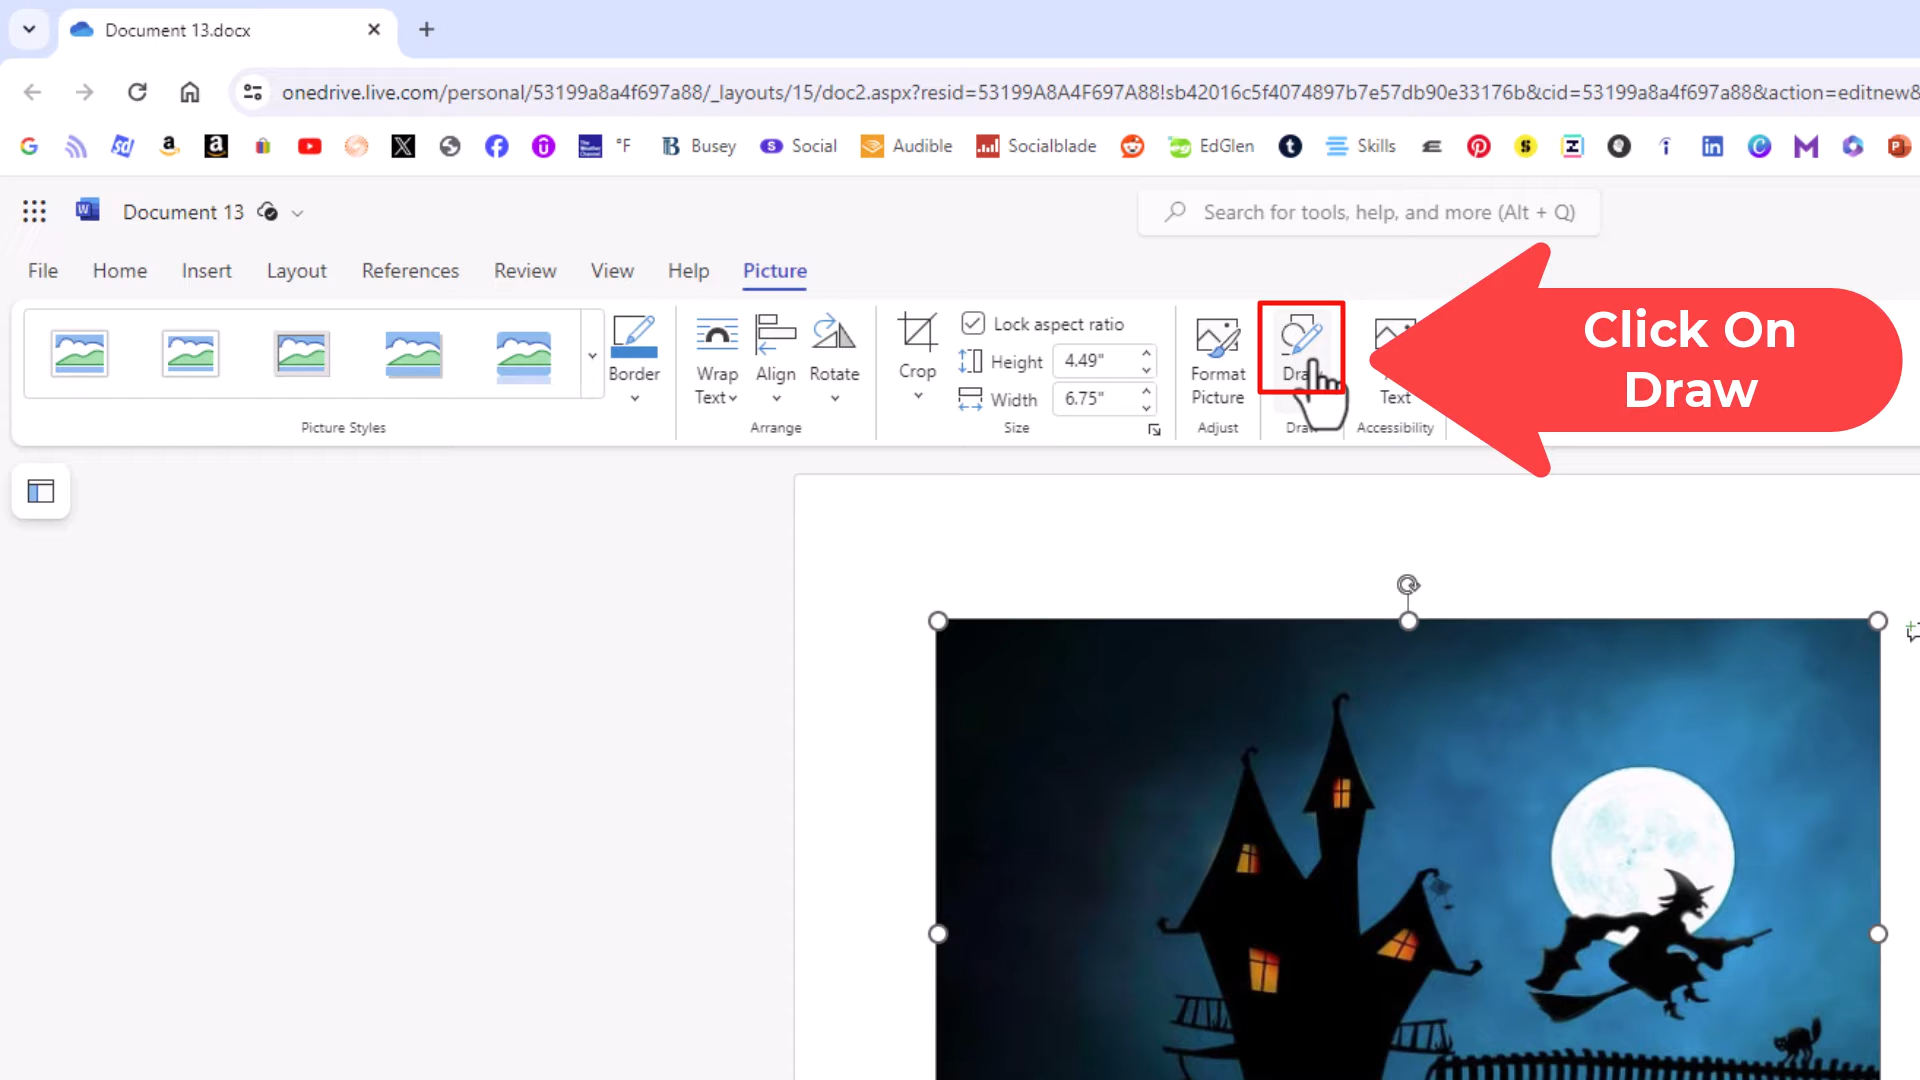 Document 13.docx
onedrive.live.com/personal/53199a8a4f697a88/_layouts/15/doc2.aspx?resid=53199A8A4F697A88!sb42016c5f4074897b7e57db90e33176b&cid=53199a8a4f697a88&action=editnew&
°F Busey Social Audible Socialblade EdGlen Skills
Document 13
Search for tools, help, and more (Alt + Q)
File Home Insert Layout References Review View Help Picture
Border
Wrap Text
Align
Rotate
Crop
Lock aspect ratio
Height 4.49"
Width 6.75"
Format Picture
Draw
Text
Picture Styles Arrange Size Adjust Draw Accessibility
Click On
Draw